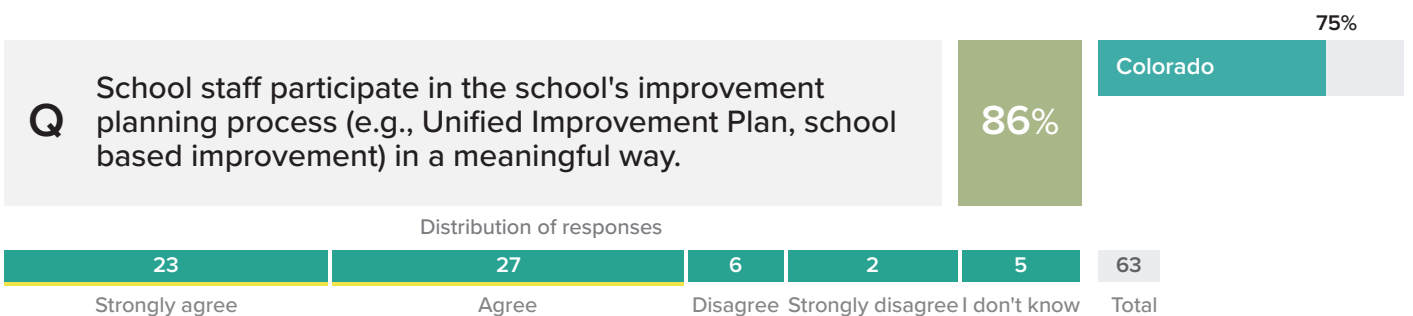 75%
Q
School staff participate in the school's improvement
planning process (e.g., Unified Improvement Plan, school
based improvement) in a meaningful way.
86%
Colorado
Distribution of responses
23 27 6 2 5 63
Strongly agree Agree Disagree Strongly disagree I don't know Total